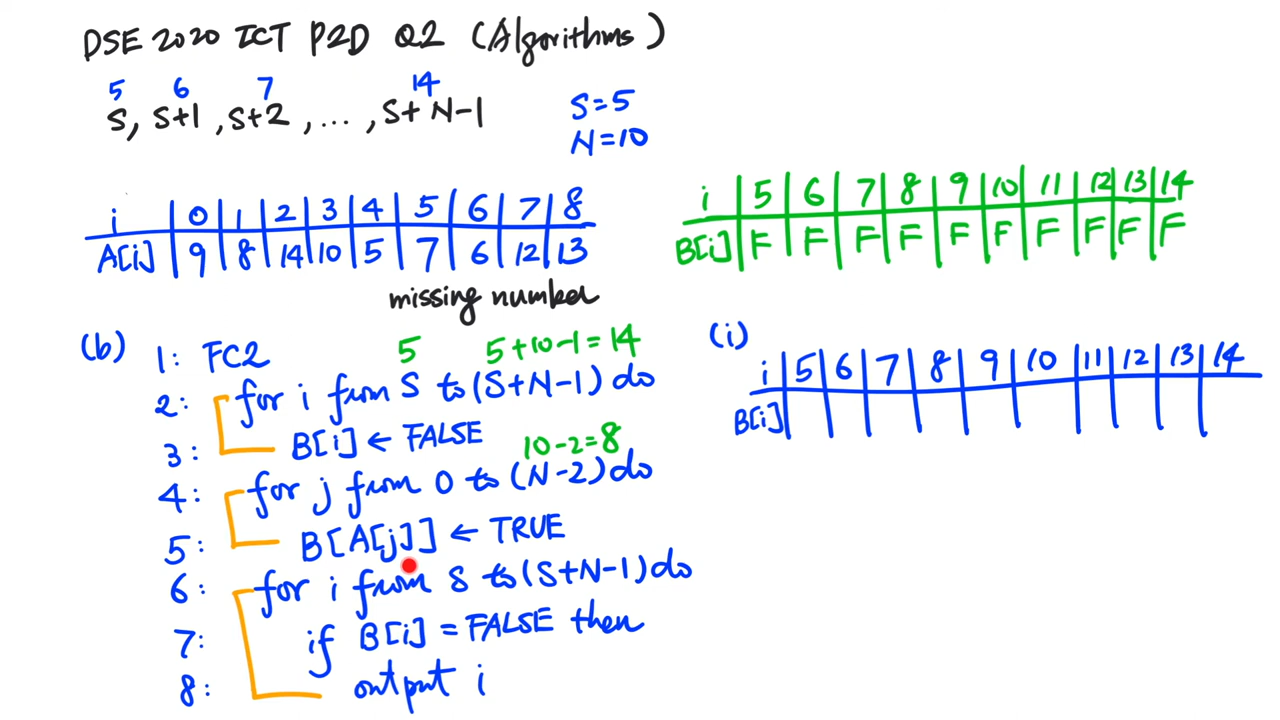 DSE 2020 ICT P2D Q2 (Algorithms)
5 6 7 14
S, S+1, S+2, ..., S+N-1
S=5
N=10
i 0 1 2 3 4 5 6 7 8
A[i] 9 8 14 10 5 7 6 12 13
i 5 6 7 8 9 10 11 12 13 14
B[i] F F F F F F F F F F
missing number
(b) 1: FC2
5 5+10-1=14
2: for i from S to (S+N-1) do
3: B[i] ← FALSE
10-2=8
4: for j from 0 to (N-2) do
5: B[A[j]] ← TRUE
6: for i from S to (S+N-1) do
7: if B[i] = FALSE then
8: output i
(i)
i 5 6 7 8 9 10 11 12 13 14
B[i]